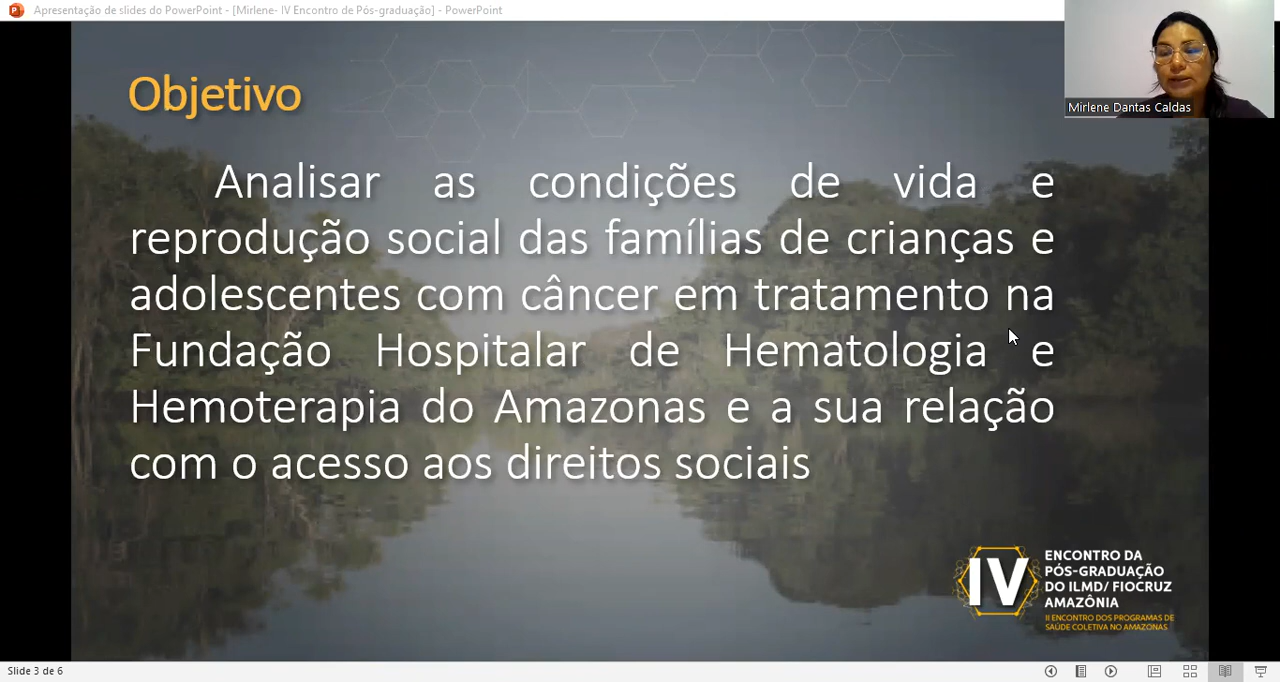 Apresentação de slides do PowerPoint - [Mirlene- IV Encontro de Pós-graduação] - PowerPoint
Mirlene Dantas Caldas
Objetivo
Analisar as condições de vida e
reprodução social das famílias de crianças e
adolescentes com câncer em tratamento na
Fundação Hospitalar de Hematologia e
Hemoterapia do Amazonas e a sua relação
com o acesso aos direitos sociais
IV
ENCONTRO DA
PÓS-GRADUAÇÃO
DO ILMD/ FIOCRUZ
AMAZÔNIA
II ENCONTRO DOS PROGRAMAS DE
SAÚDE COLETIVA NO AMAZONAS
Slide 3 de 6